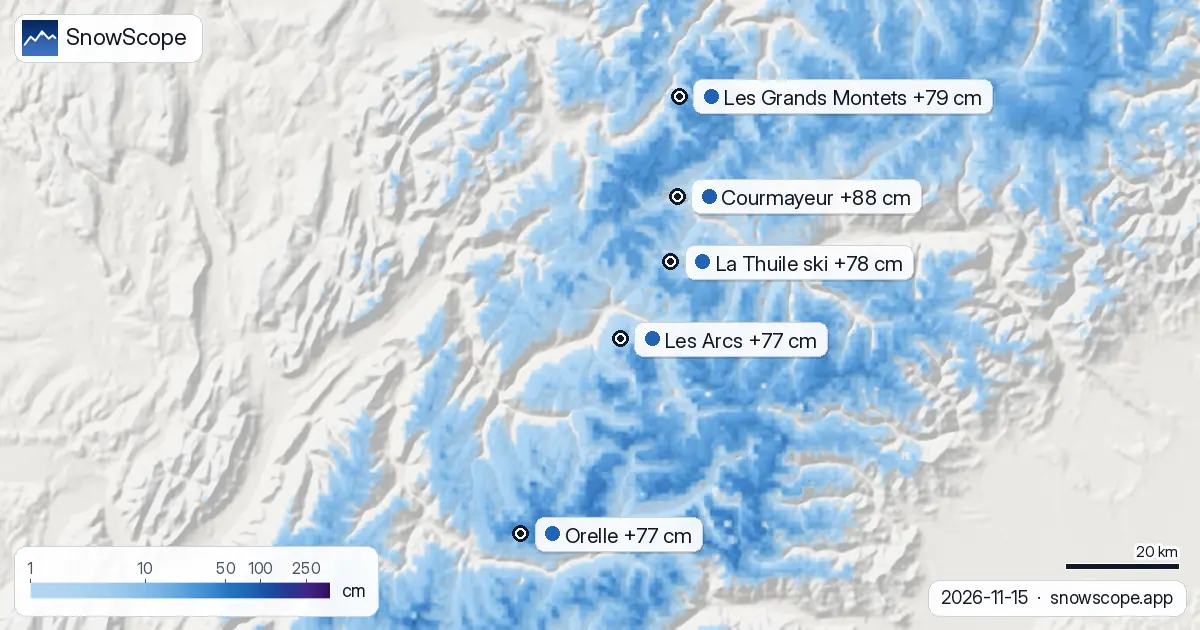 SnowScope
Les Grands Montets +79 cm
Courmayeur +88 cm
La Thuile ski +78 cm
Les Arcs +77 cm
Orelle +77 cm
1 10 50 100 250
cm
20 km
2026-11-15 · snowscope.app